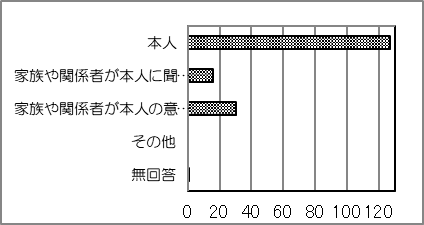 本人
家族や関係者が本人に聞…
家族や関係者が本人の意…
その他
無回答
0 20 40 60 80 100 120